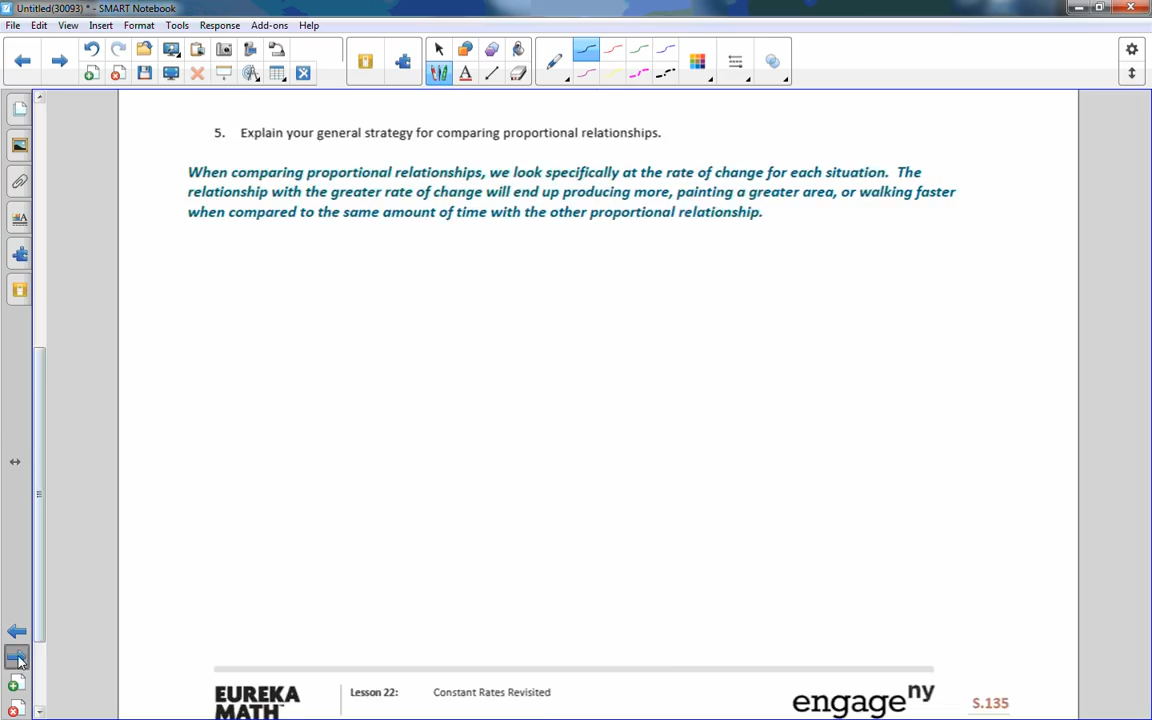 Untitled(30093) * - SMART Notebook
File Edit View Insert Format Tools Response Add-ons Help
5. Explain your general strategy for comparing proportional relationships.
When comparing proportional relationships, we look specifically at the rate of change for each situation. The
relationship with the greater rate of change will end up producing more, painting a greater area, or walking faster
when compared to the same amount of time with the other proportional relationship.
EUREKA
MATH™
Lesson 22: Constant Rates Revisited
engageny
S.135